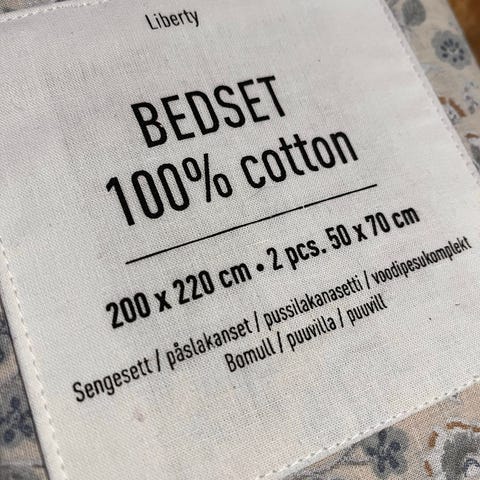 Liberty
BEDSET
100% cotton
200 x 220 cm • 2 pcs. 50 x 70 cm
Sengesett / påslakanset / pussilakanasetti / voodipesukomplekt
Bomull / puuvilla / puuvill